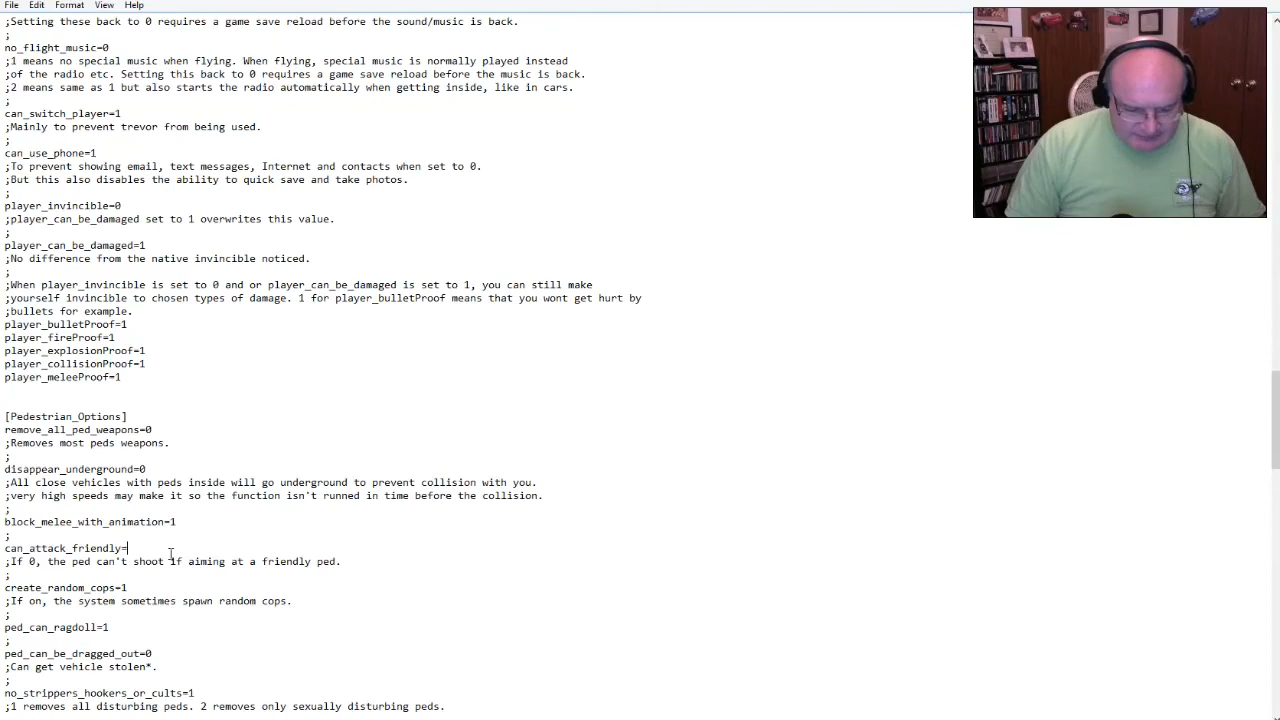 File Edit Format View Help
;Setting these back to 0 requires a game save reload before the sound/music is back.
;
no_flight_music=0
;1 means no special music when flying. When flying, special music is normally played instead
;of the radio etc. Setting this back to 0 requires a game save reload before the music is back.
;2 means same as 1 but also starts the radio automatically when getting inside, like in cars.
;
can_switch_player=1
;Mainly to prevent trevor from being used.
;
can_use_phone=1
;To prevent showing email, text messages, Internet and contacts when set to 0.
;But this also disables the ability to quick save and take photos.
;
player_invincible=0
;player_can_be_damaged set to 1 overwrites this value.
;
player_can_be_damaged=1
;No difference from the native invincible noticed.
;
;When player_invincible is set to 0 and or player_can_be_damaged is set to 1, you can still make
;yourself invincible to chosen types of damage. 1 for player_bulletProof means that you wont get hurt by
;bullets for example.
player_bulletProof=1
player_fireProof=1
player_explosionProof=1
player_collisionProof=1
player_meleeProof=1
[Pedestrian_Options]
remove_all_ped_weapons=0
;Removes most peds weapons.
;
disappear_underground=0
;All close vehicles with peds inside will go underground to prevent collision with you.
;very high speeds may make it so the function isn't runned in time before the collision.
;
block_melee_with_animation=1
;
can_attack_friendly=
;If 0, the ped can't shoot if aiming at a friendly ped.
;
create_random_cops=1
;If on, the system sometimes spawn random cops.
;
ped_can_ragdoll=1
;
ped_can_be_dragged_out=0
;Can get vehicle stolen*.
;
no_strippers_hookers_or_cults=1
;1 removes all disturbing peds. 2 removes only sexually disturbing peds.